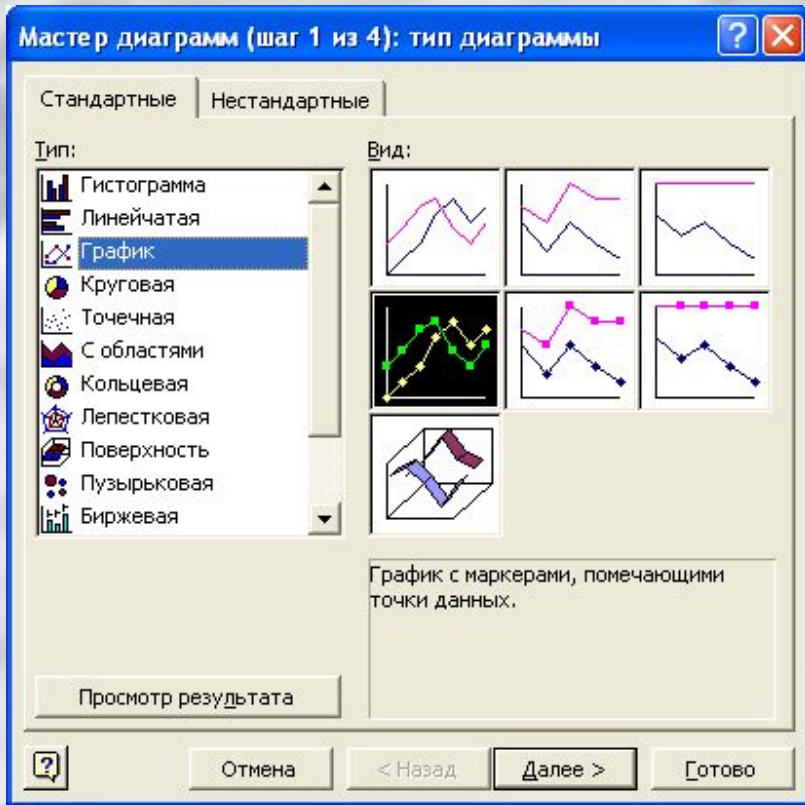 Мастер диаграмм (шаг 1 из 4): тип диаграммы
Стандартные
Нестандартные
Тип:
Вид:
Гистограмма
Линейчатая
График
Круговая
Точечная
С областями
Кольцевая
Лепестковая
Поверхность
Пузырьковая
Биржевая
График с маркерами, помечающими
точки данных.
Просмотр результата
Отмена
< Назад
Далее >
Готово